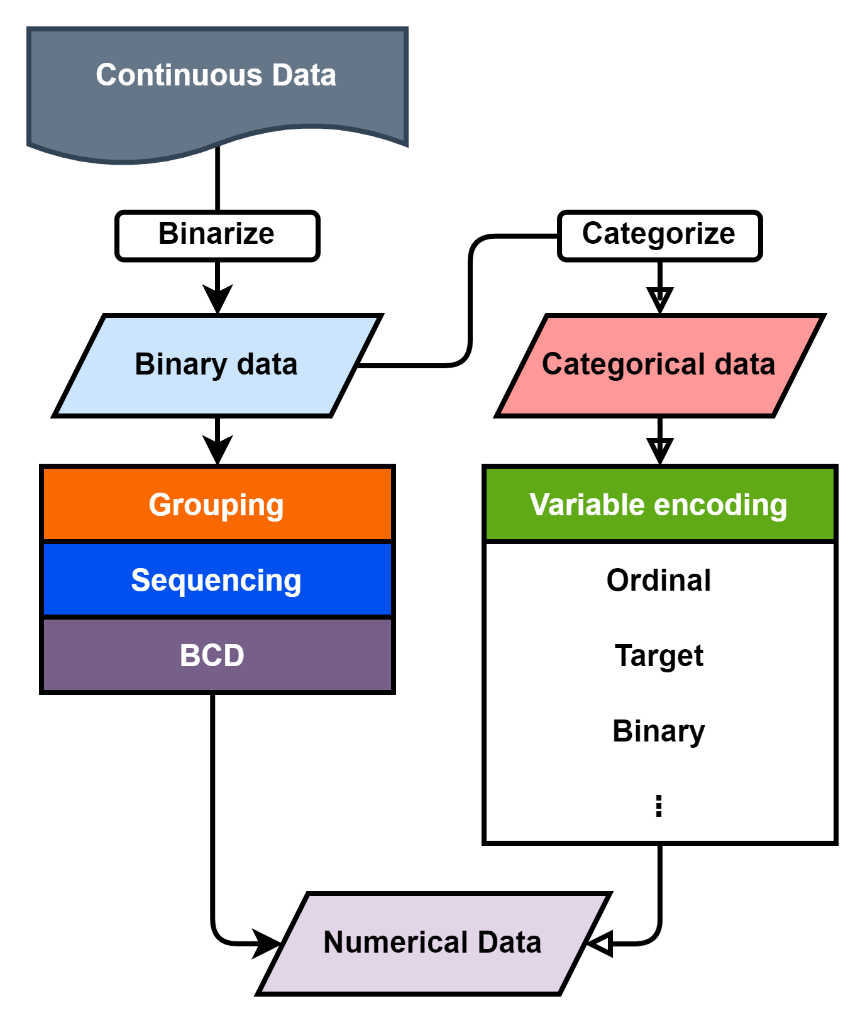 Continuous Data
Binarize
Categorize
Binary data
Categorical data
Grouping
Sequencing
BCD
Variable encoding
Ordinal
Target
Binary
⋮
Numerical Data